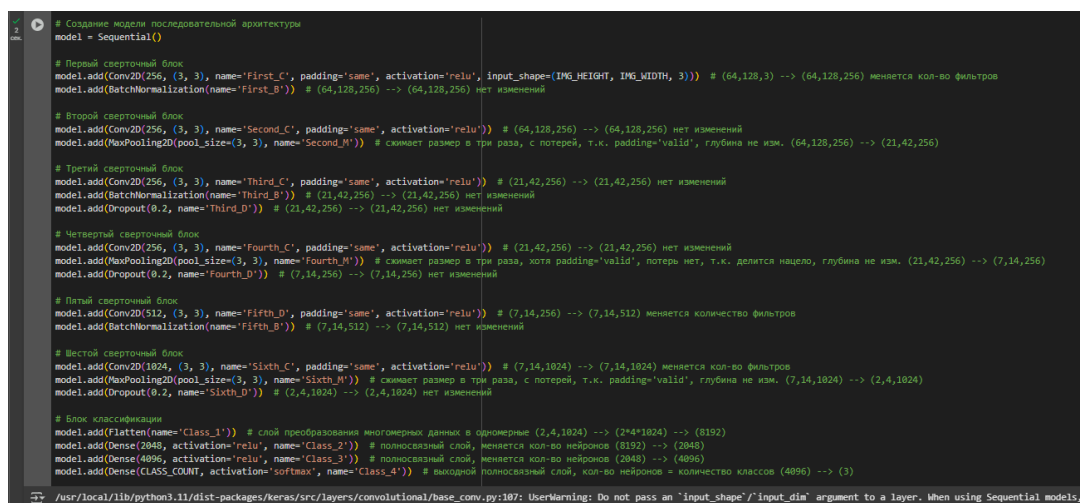 2
сек.
# Создание модели последовательной архитектуры
model = Sequential()
# Первый сверточный блок
model.add(Conv2D(256, (3, 3), name='First_C', padding='same', activation='relu', input_shape=(IMG_HEIGHT, IMG_WIDTH, 3))) # (64,128,3) --> (64,128,256) меняется кол-во фильтров
model.add(BatchNormalization(name='First_B')) # (64,128,256) --> (64,128,256) нет изменений
# Второй сверточный блок
model.add(Conv2D(256, (3, 3), name='Second_C', padding='same', activation='relu')) # (64,128,256) --> (64,128,256) нет изменений
model.add(MaxPooling2D(pool_size=(3, 3), name='Second_M')) # сжимает размер в три раза, с потерей, т.к. padding='valid', глубина не изм. (64,128,256) --> (21,42,256)
# Третий сверточный блок
model.add(Conv2D(256, (3, 3), name='Third_C', padding='same', activation='relu')) # (21,42,256) --> (21,42,256) нет изменений
model.add(BatchNormalization(name='Third_B')) # (21,42,256) --> (21,42,256) нет изменений
model.add(Dropout(0.2, name='Third_D')) # (21,42,256) --> (21,42,256) нет изменений
# Четвертый сверточный блок
model.add(Conv2D(256, (3, 3), name='Fourth_C', padding='same', activation='relu')) # (21,42,256) --> (21,42,256) нет изменений
model.add(MaxPooling2D(pool_size=(3, 3), name='Fourth_M')) # сжимает размер в три раза, хотя padding='valid', потерь нет, т.к. делится нацело, глубина не изм. (21,42,256) --> (7,14,256)
model.add(Dropout(0.2, name='Fourth_D')) # (7,14,256) --> (7,14,256) нет изменений
# Пятый сверточный блок
model.add(Conv2D(512, (3, 3), name='Fifth_D', padding='same', activation='relu')) # (7,14,256) --> (7,14,512) меняется количество фильтров
model.add(BatchNormalization(name='Fifth_B')) # (7,14,512) --> (7,14,512) нет изменений
# Шестой сверточный блок
model.add(Conv2D(1024, (3, 3), name='Sixth_C', padding='same', activation='relu')) # (7,14,1024) --> (7,14,1024) меняется кол-во фильтров
model.add(MaxPooling2D(pool_size=(3, 3), name='Sixth_M')) # сжимает размер в три раза, с потерей, т.к. padding='valid', глубина не изм. (7,14,1024) --> (2,4,1024)
model.add(Dropout(0.2, name='Sixth_D')) # (2,4,1024) --> (2,4,1024) нет изменений
# Блок классификации
model.add(Flatten(name='Class_1')) # слой преобразования многомерных данных в одномерные (2,4,1024) --> (2*4*1024) --> (8192)
model.add(Dense(2048, activation='relu', name='Class_2')) # полносвязный слой, меняется кол-во нейронов (8192) --> (2048)
model.add(Dense(4096, activation='relu', name='Class_3')) # полносвязный слой, меняется кол-во нейронов (2048) --> (4096)
model.add(Dense(CLASS_COUNT, activation='softmax', name='Class_4')) # выходной полносвязный слой, кол-во нейронов = количество классов (4096) --> (3)
/usr/local/lib/python3.11/dist-packages/keras/src/layers/convolutional/base_conv.py:107: UserWarning: Do not pass an `input_shape`/`input_dim` argument to a layer. When using Sequential models,